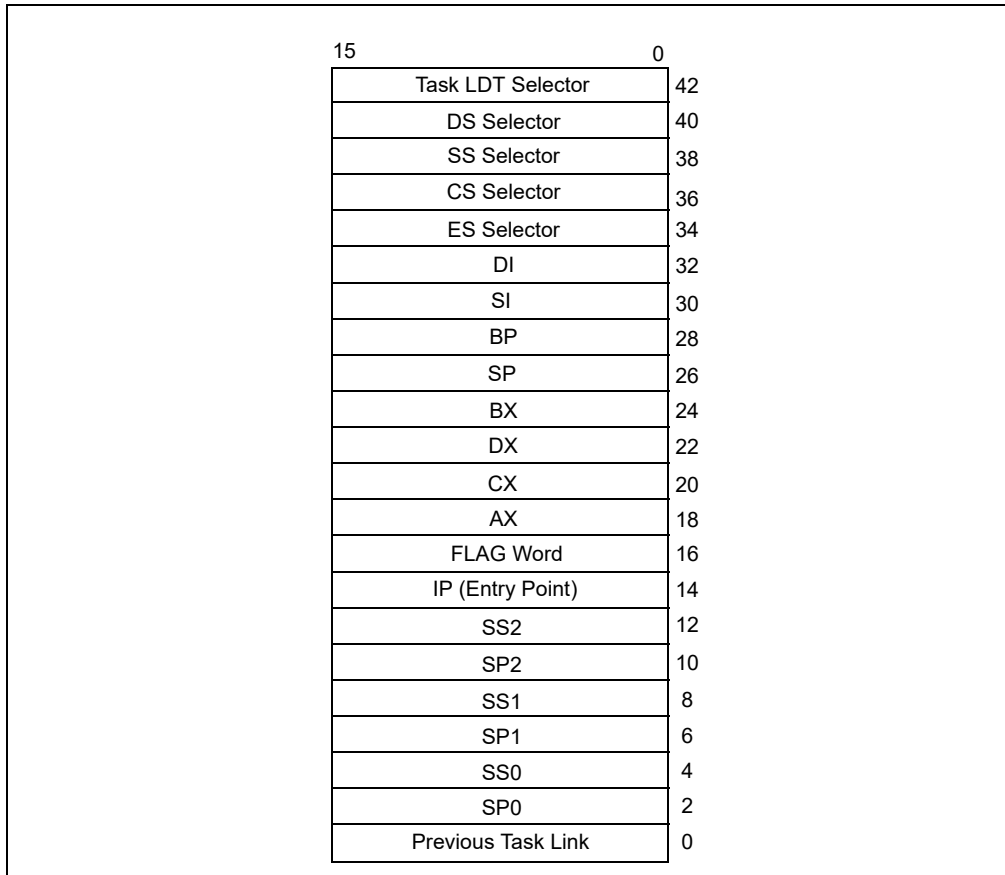 15 0
Task LDT Selector 42
DS Selector 40
SS Selector 38
CS Selector 36
ES Selector 34
DI 32
SI 30
BP 28
SP 26
BX 24
DX 22
CX 20
AX 18
FLAG Word 16
IP (Entry Point) 14
SS2 12
SP2 10
SS1 8
SP1 6
SS0 4
SP0 2
Previous Task Link 0